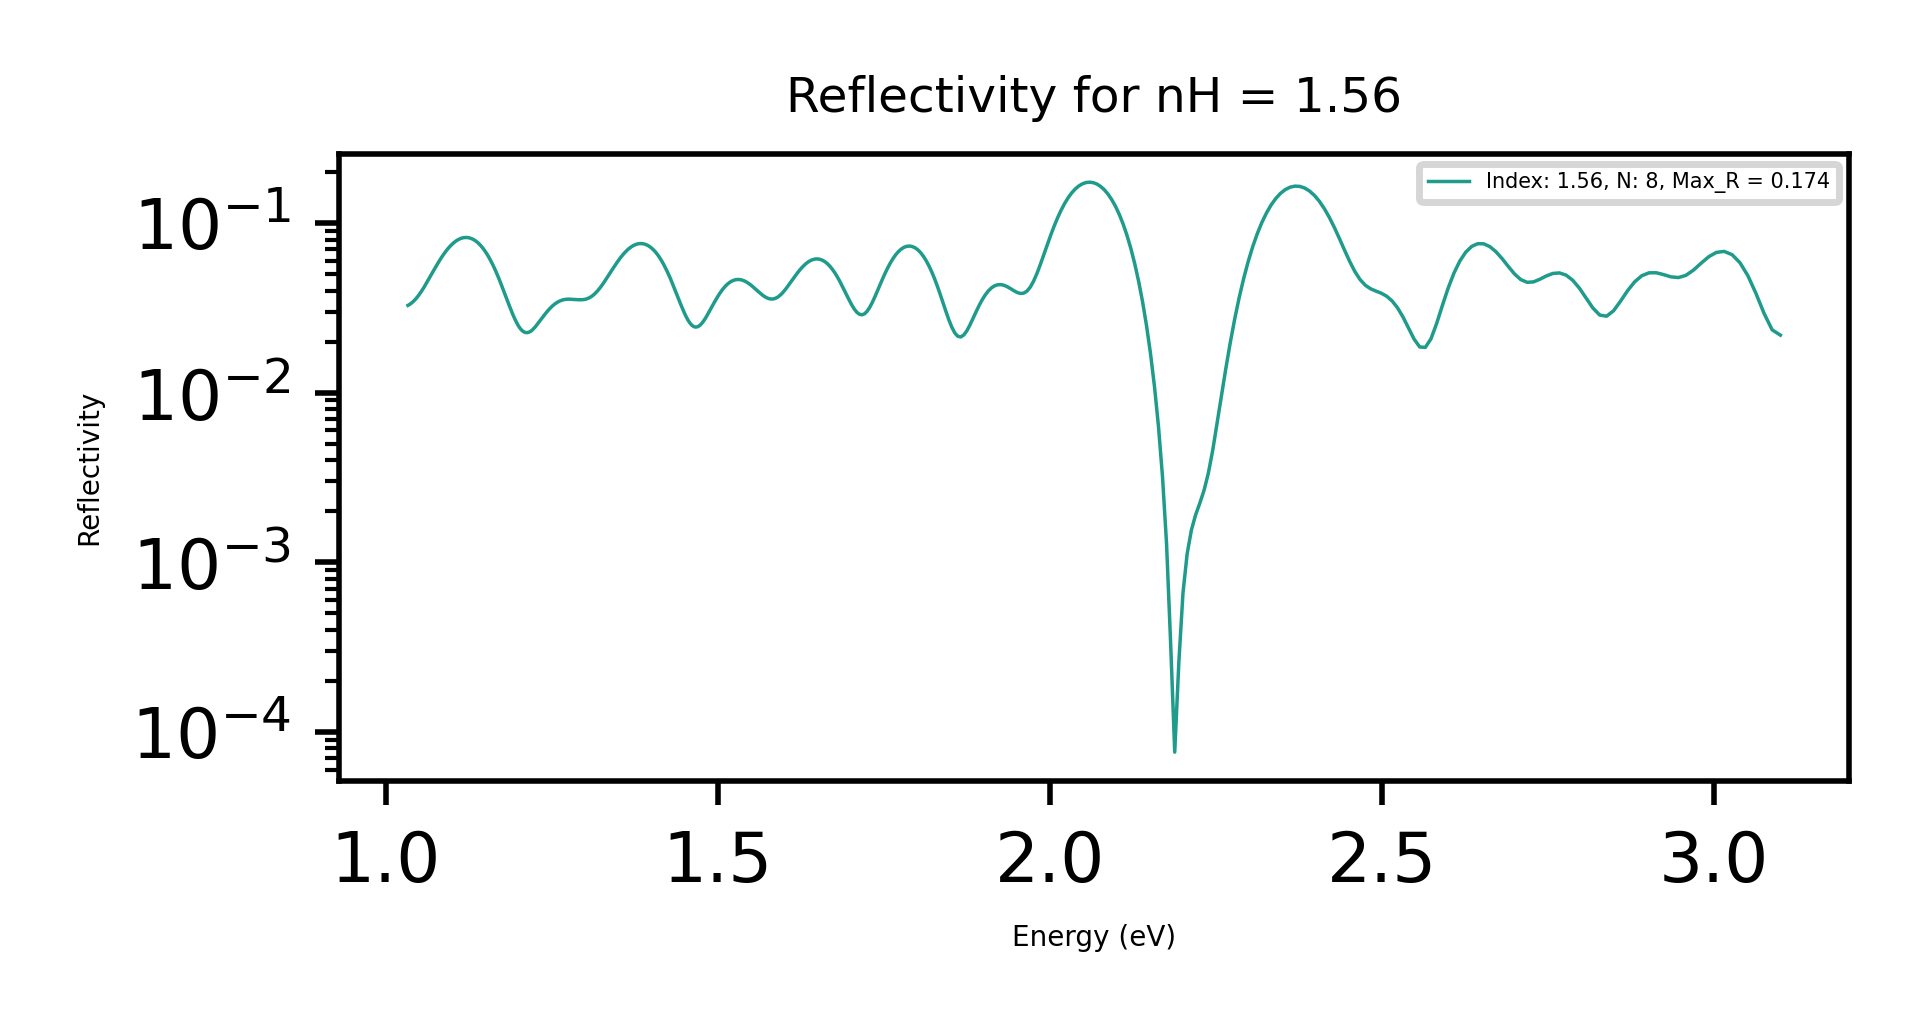 Reflectivity for nH = 1.56
Index: 1.56, N: 8, Max_R = 0.174
Reflectivity
10⁻¹
10⁻²
10⁻³
10⁻⁴
1.0 1.5 2.0 2.5 3.0
Energy (eV)